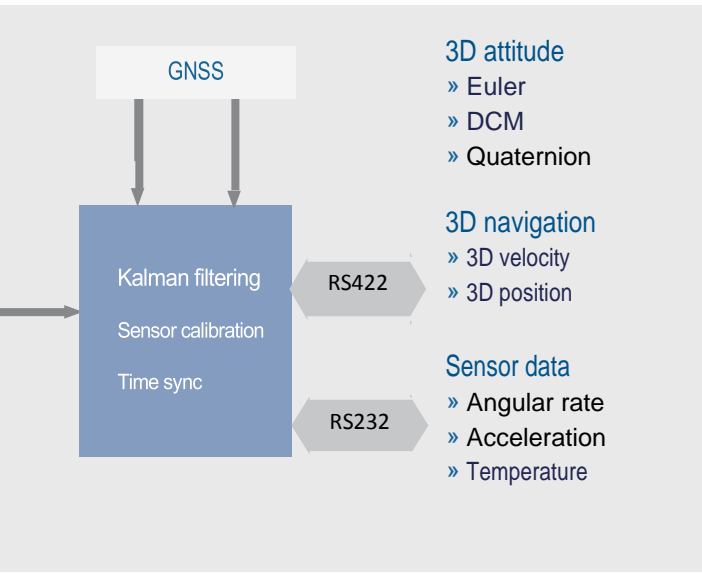 GNSS
Kalman filtering
Sensor calibration
Time sync
RS422
RS232
3D attitude
» Euler
» DCM
» Quaternion
3D navigation
» 3D velocity
» 3D position
Sensor data
» Angular rate
» Acceleration
» Temperature